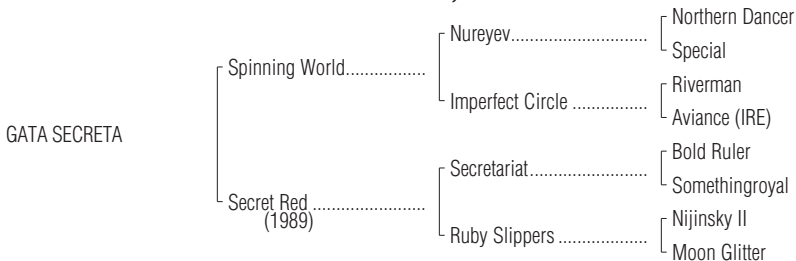 Northern Dancer
Nureyev
Special
Spinning World
Riverman
Imperfect Circle
Aviance (IRE)
GATA SECRETA
Bold Ruler
Secretariat
Somethingroyal
Secret Red
(1989)
Nijinsky II
Ruby Slippers
Moon Glitter